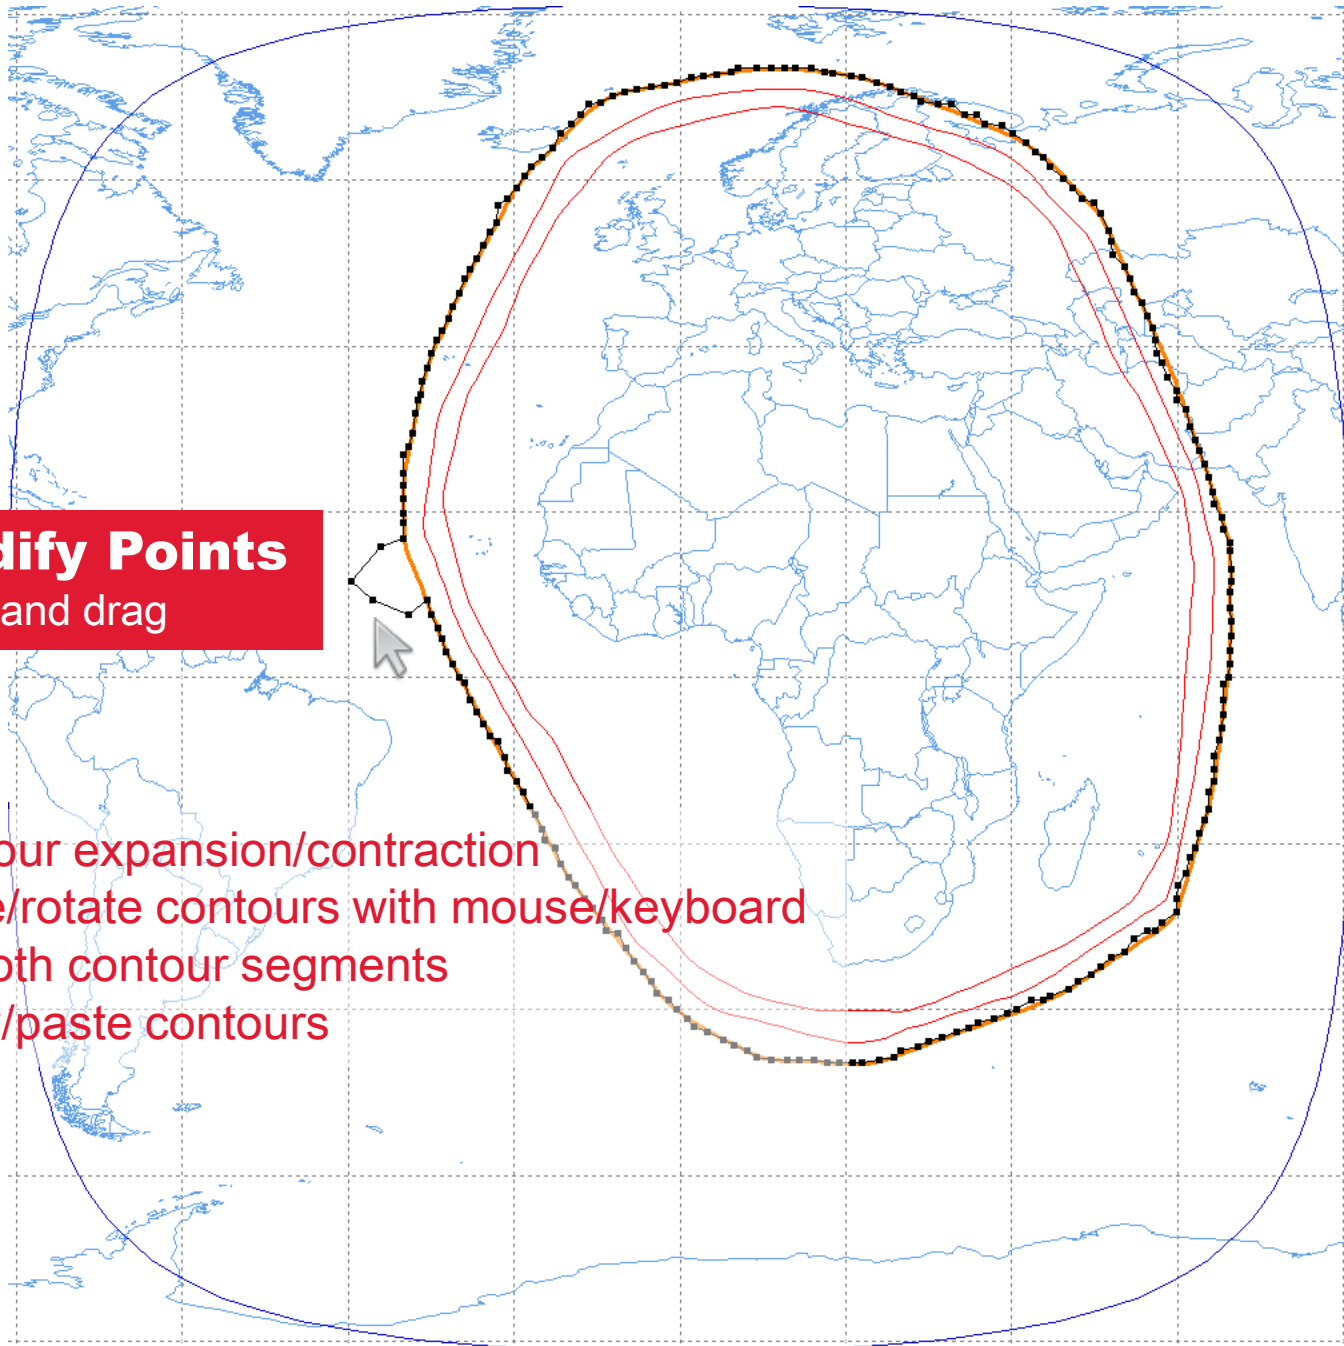 dify Points
and drag
our expansion/contraction
e/rotate contours with mouse/keyboard
oth contour segments
/paste contours